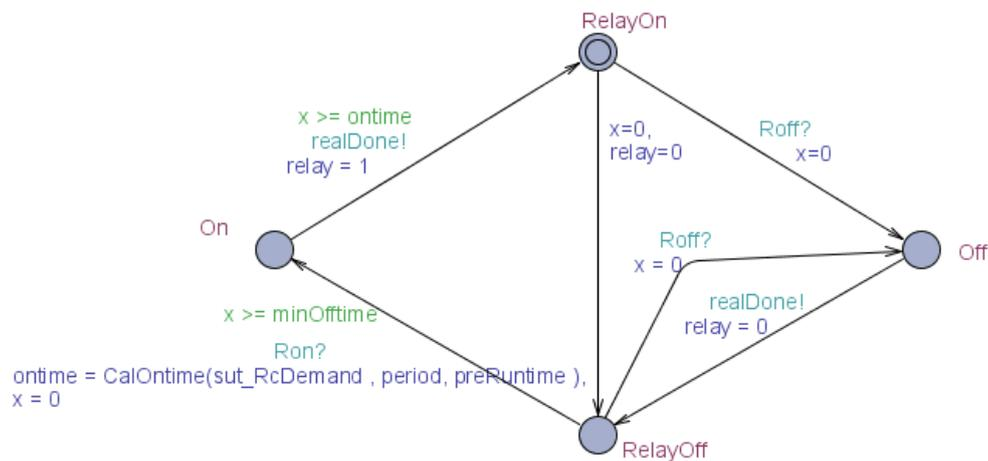 RelayOn
x >= ontime
realDone!
relay = 1
x=0,
relay=0
Roff?
x=0
On
Roff?
x = 0
Off
realDone!
relay = 0
x >= minOfftime
Ron?
ontime = CalOntime(sut_RcDemand , period, preRuntime ),
x = 0
RelayOff